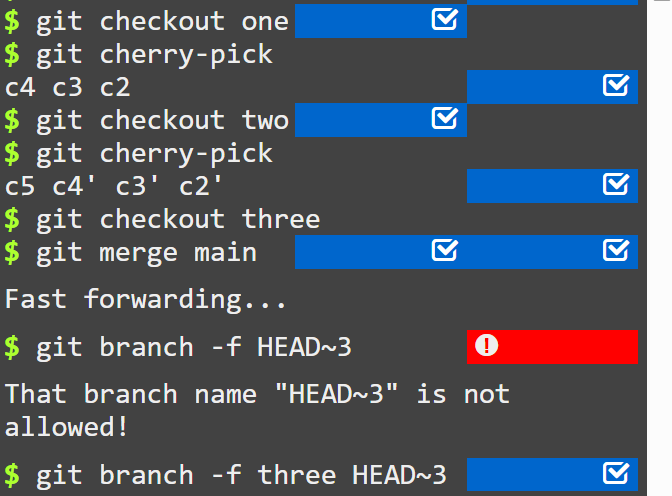 $ git checkout one
$ git cherry-pick
c4 c3 c2
$ git checkout two
$ git cherry-pick
c5 c4' c3' c2'
$ git checkout three
$ git merge main
Fast forwarding...
$ git branch -f HEAD~3
That branch name "HEAD~3" is not
allowed!
$ git branch -f three HEAD~3